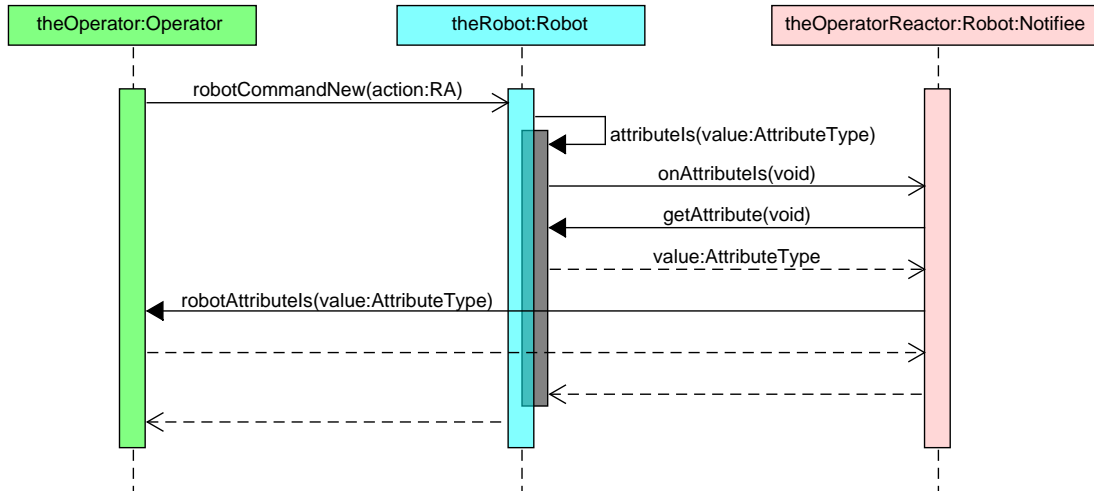 theOperator:Operator
theRobot:Robot
theOperatorReactor:Robot:Notifiee
robotCommandNew(action:RA)
attributeIs(value:AttributeType)
onAttributeIs(void)
getAttribute(void)
value:AttributeType
robotAttributeIs(value:AttributeType)